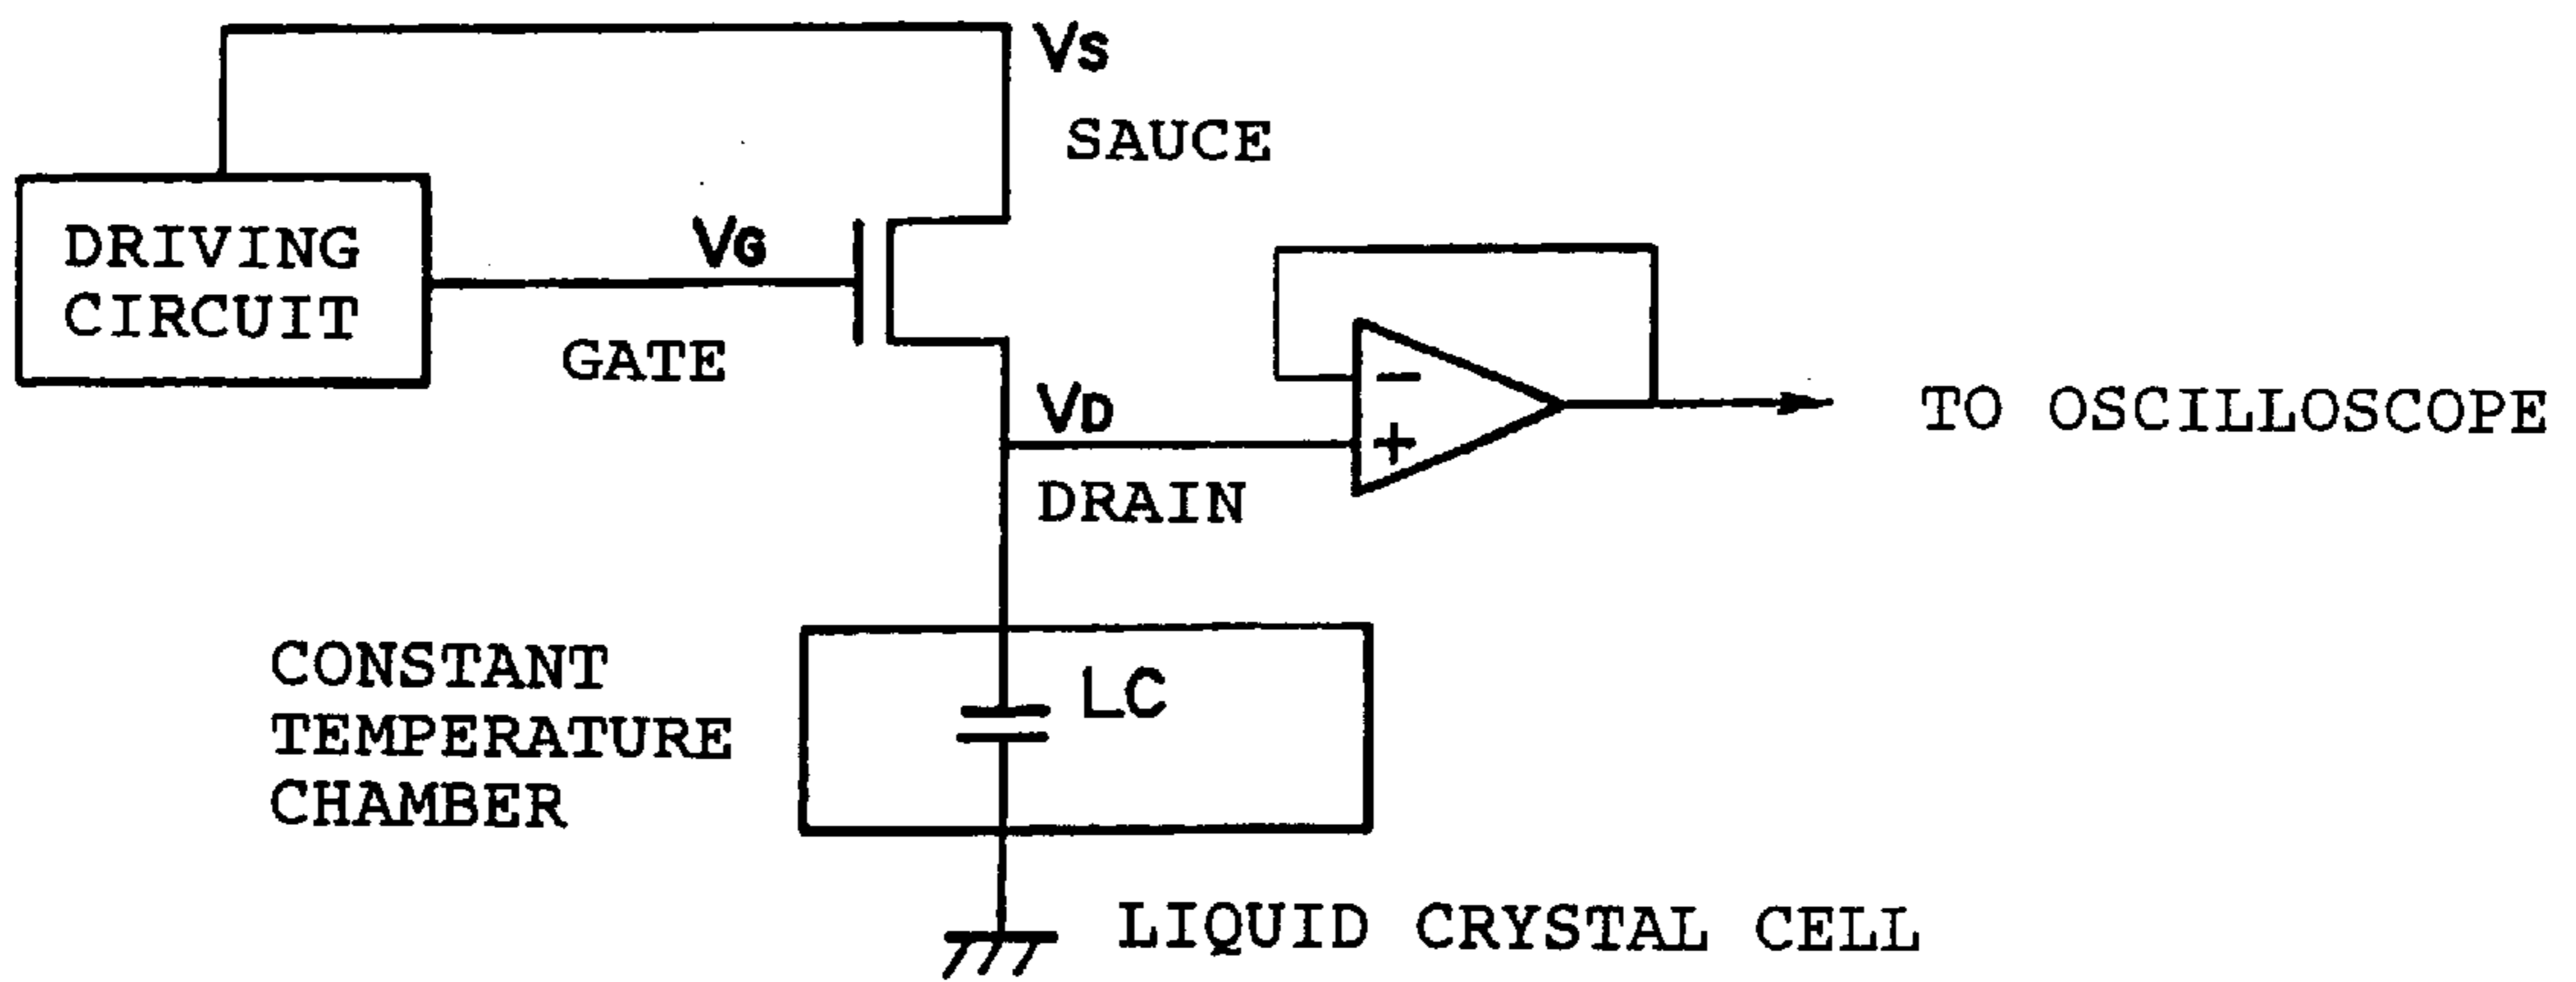 VS
SAUCE
DRIVING
CIRCUIT
VG
GATE
VD
DRAIN
−
+
TO OSCILLOSCOPE
CONSTANT
TEMPERATURE
CHAMBER
LC
LIQUID CRYSTAL CELL